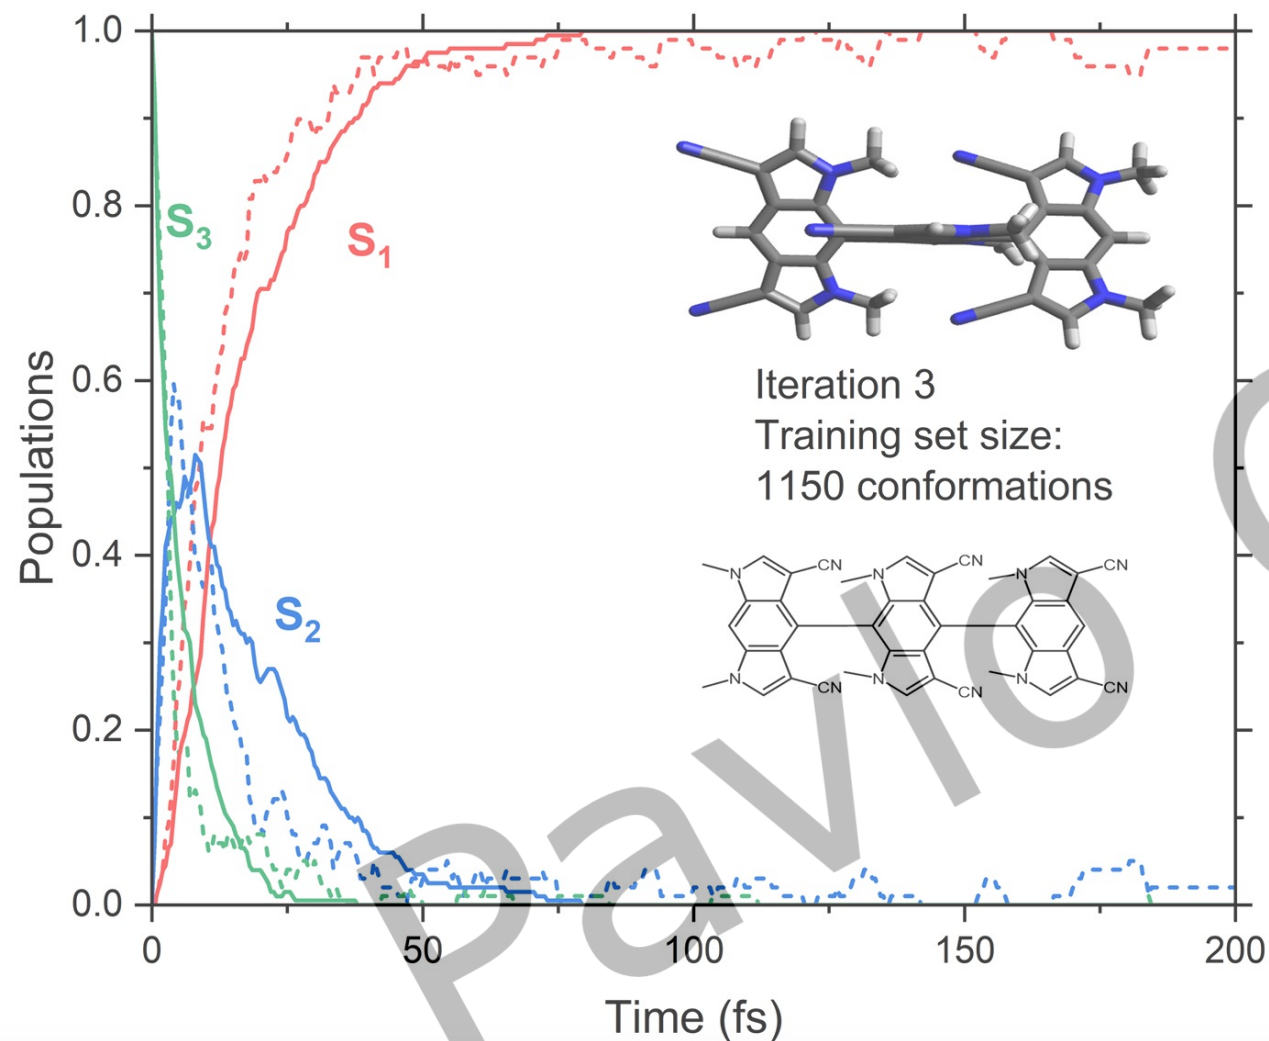 1.0
0.8
0.6
0.4
0.2
0.0
Populations
S3
S1
S2
Iteration 3
Training set size:
1150 conformations
N
CN
N
CN
N
CN
N
CN
N
CN
N
CN
0
50
100
150
200
Time (fs)
Pavlo